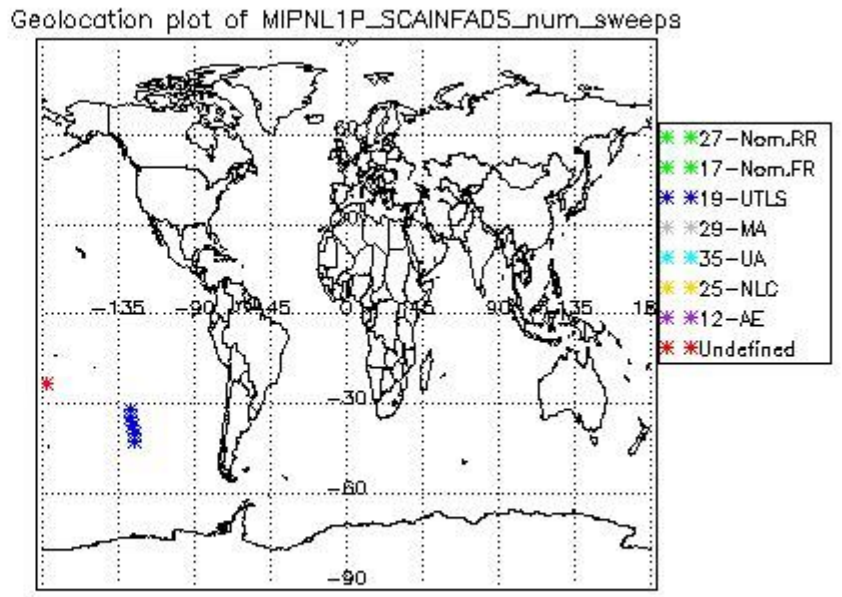 Geolocation plot of MIPNL1P_SCAINFADS_num_sweeps
60
-135 -90 -45 0 45 90 135 18
-30
-60
-90
27-Nom.RR
17-Nom.FR
19-UTLS
29-MA
35-UA
25-NLC
12-AE
Undefined